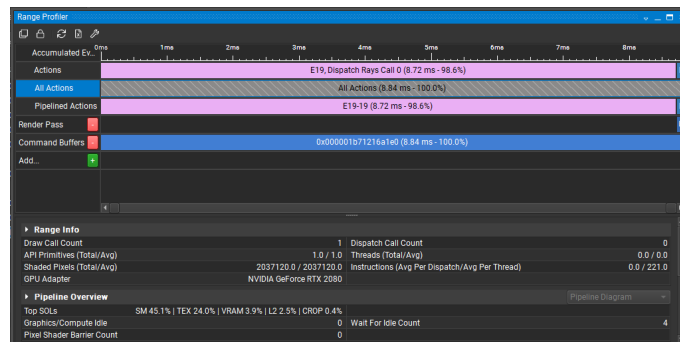 Range Profiler
Accumulated Ev... 0ms 1ms 2ms 3ms 4ms 5ms 6ms 7ms 8ms
Actions E19, Dispatch Rays Call 0 (8.72 ms - 98.6%)
All Actions All Actions (8.84 ms - 100.0%)
Pipelined Actions E19-19 (8.72 ms - 98.6%)
Render Pass -
Command Buffers - 0x000001b71216a1e0 (8.84 ms - 100.0%)
Add... +
Range Info
Draw Call Count 1 Dispatch Call Count 0
API Primitives (Total/Avg) 1.0 / 1.0 Threads (Total/Avg) 0.0 / 0.0
Shaded Pixels (Total/Avg) 2037120.0 / 2037120.0 Instructions (Avg Per Dispatch/Avg Per Thread) 0.0 / 221.0
GPU Adapter NVIDIA GeForce RTX 2080
Pipeline Overview Pipeline Diagram
Top SOLs SM 45.1% | TEX 24.0% | VRAM 3.9% | L2 2.5% | CROP 0.4%
Graphics/Compute Idle 0 Wait For Idle Count 4
Pixel Shader Barrier Count 0